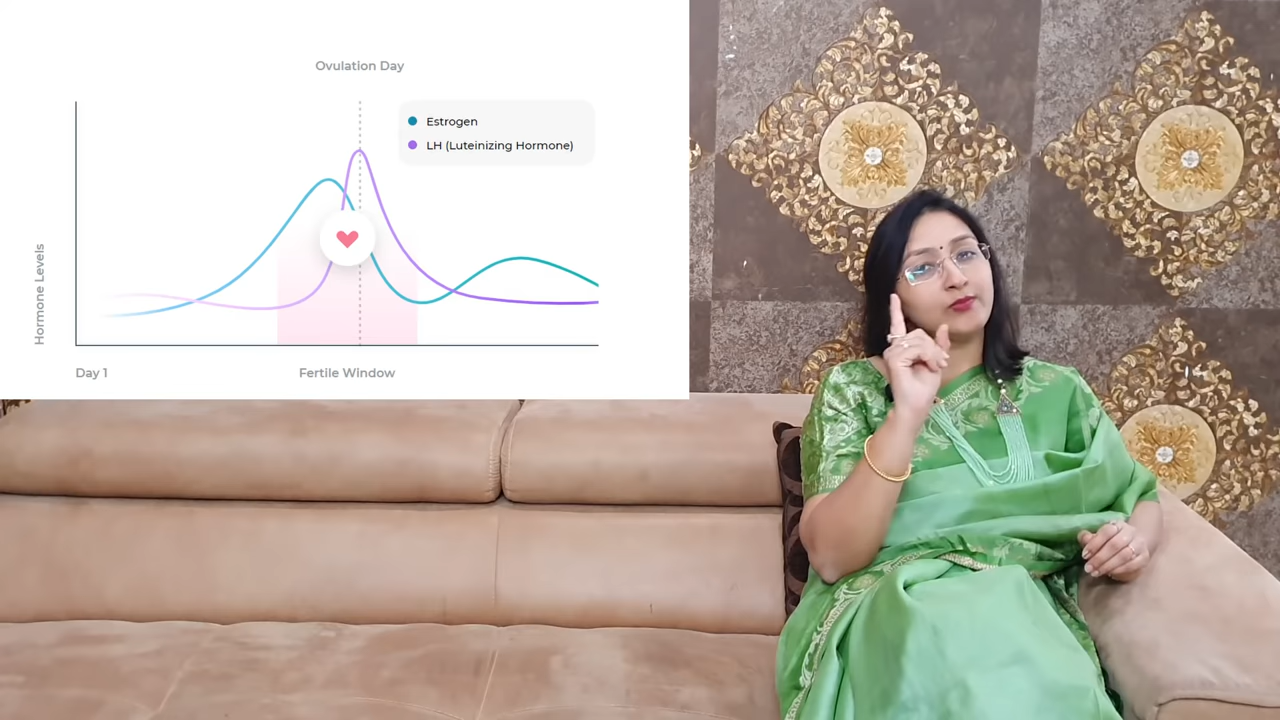 Ovulation Day
Estrogen
LH (Luteinizing Hormone)
Hormone Levels
Day 1
Fertile Window